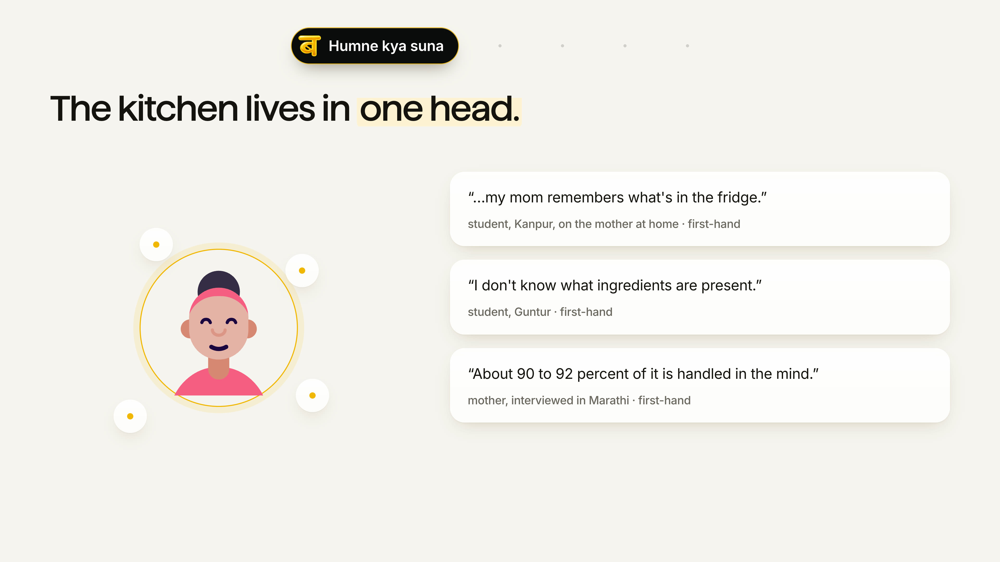 ब Humne kya suna
The kitchen lives in one head.
“...my mom remembers what's in the fridge.”
student, Kanpur, on the mother at home · first-hand
“I don't know what ingredients are present.”
student, Guntur · first-hand
“About 90 to 92 percent of it is handled in the mind.”
mother, interviewed in Marathi · first-hand